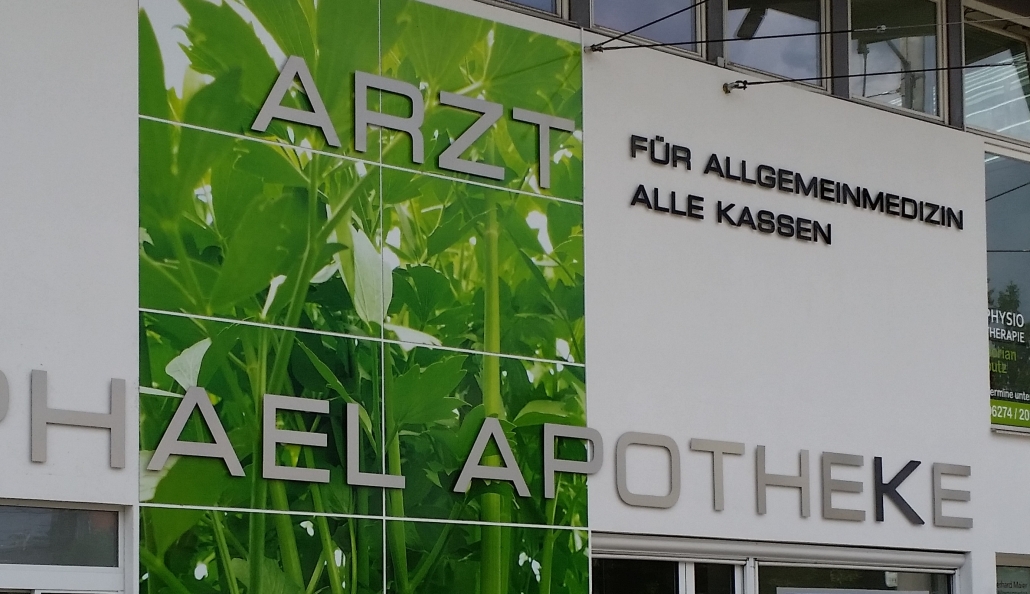 ARZT
FÜR ALLGEMEINMEDIZIN
ALLE KASSEN
PHAEL APOTHEKE
PHYSIO
THERAPIE